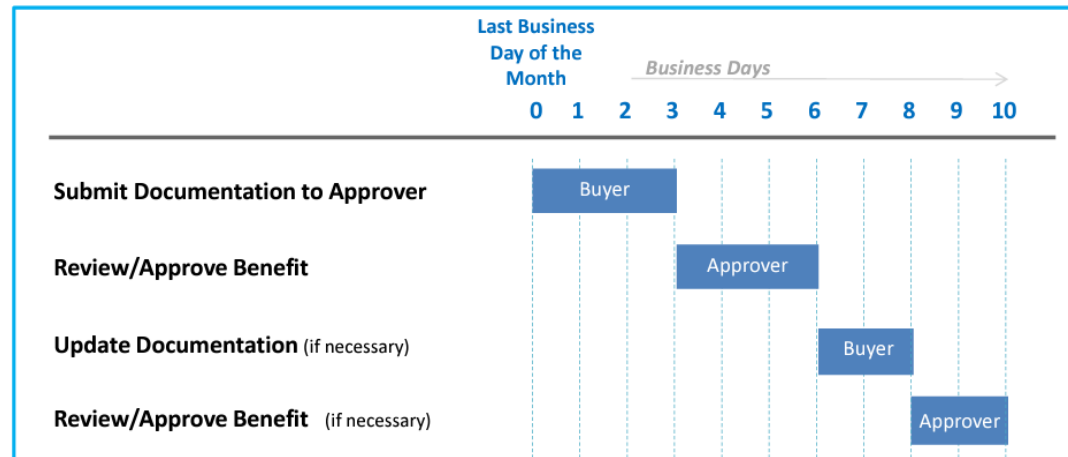 Last Business
Day of the
Month
Business Days
0 1 2 3 4 5 6 7 8 9 10
Submit Documentation to Approver
Buyer
Review/Approve Benefit
Approver
Update Documentation (if necessary)
Buyer
Review/Approve Benefit (if necessary)
Approver